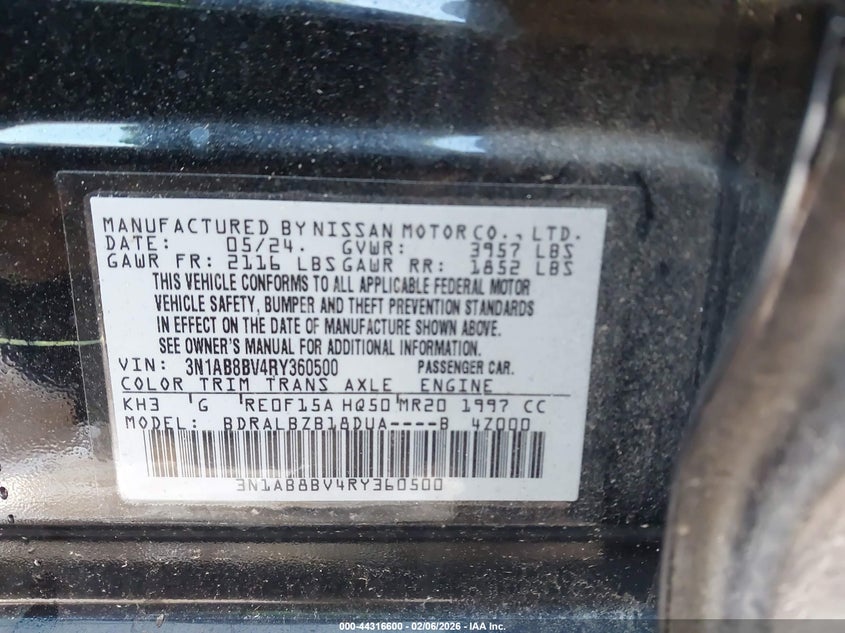 MANUFACTURED BY NISSAN MOTOR CO., LTD.
DATE: 05/24. GVWR: 3957 LBS
GAWR FR: 2116 LBS GAWR RR: 1852 LBS
THIS VEHICLE CONFORMS TO ALL APPLICABLE FEDERAL MOTOR
VEHICLE SAFETY, BUMPER AND THEFT PREVENTION STANDARDS
IN EFFECT ON THE DATE OF MANUFACTURE SHOWN ABOVE.
SEE OWNER'S MANUAL FOR ADDITIONAL INFORMATION.
VIN: 3N1AB8BV4RY360500 PASSENGER CAR.
COLOR TRIM TRANS AXLE ENGINE
KH3 G RE0F15A HQ50 MR20 1997 CC
MODEL: BDRALBZB18DUA----B 4Z000
3N1AB8BV4RY360500
000-44316600 - 02/06/2026 - IAA Inc.